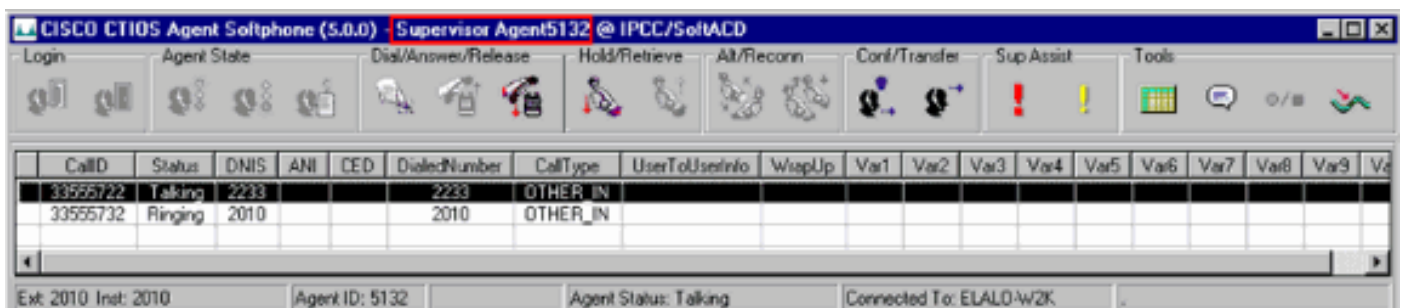 CISCO CTIOS Agent Softphone (5.0.0) - Supervisor Agent5132 @ IPCC/SoftACD
Login Agent State Dial/Answer/Release Hold/Retrieve Alt/Reconn Conf/Transfer Sup Assist Tools
CallID Status DNIS ANI CED DialedNumber CallType UserToUserInfo WrapUp Var1 Var2 Var3 Var4 Var5 Var6 Var7 Var8 Var9 Va
33555722 Talking 2233 2233 OTHER_IN
33555732 Ringing 2010 2010 OTHER_IN
Ext: 2010 Inst: 2010 Agent ID: 5132 Agent Status: Talking Connected To: ELALO-W2K .